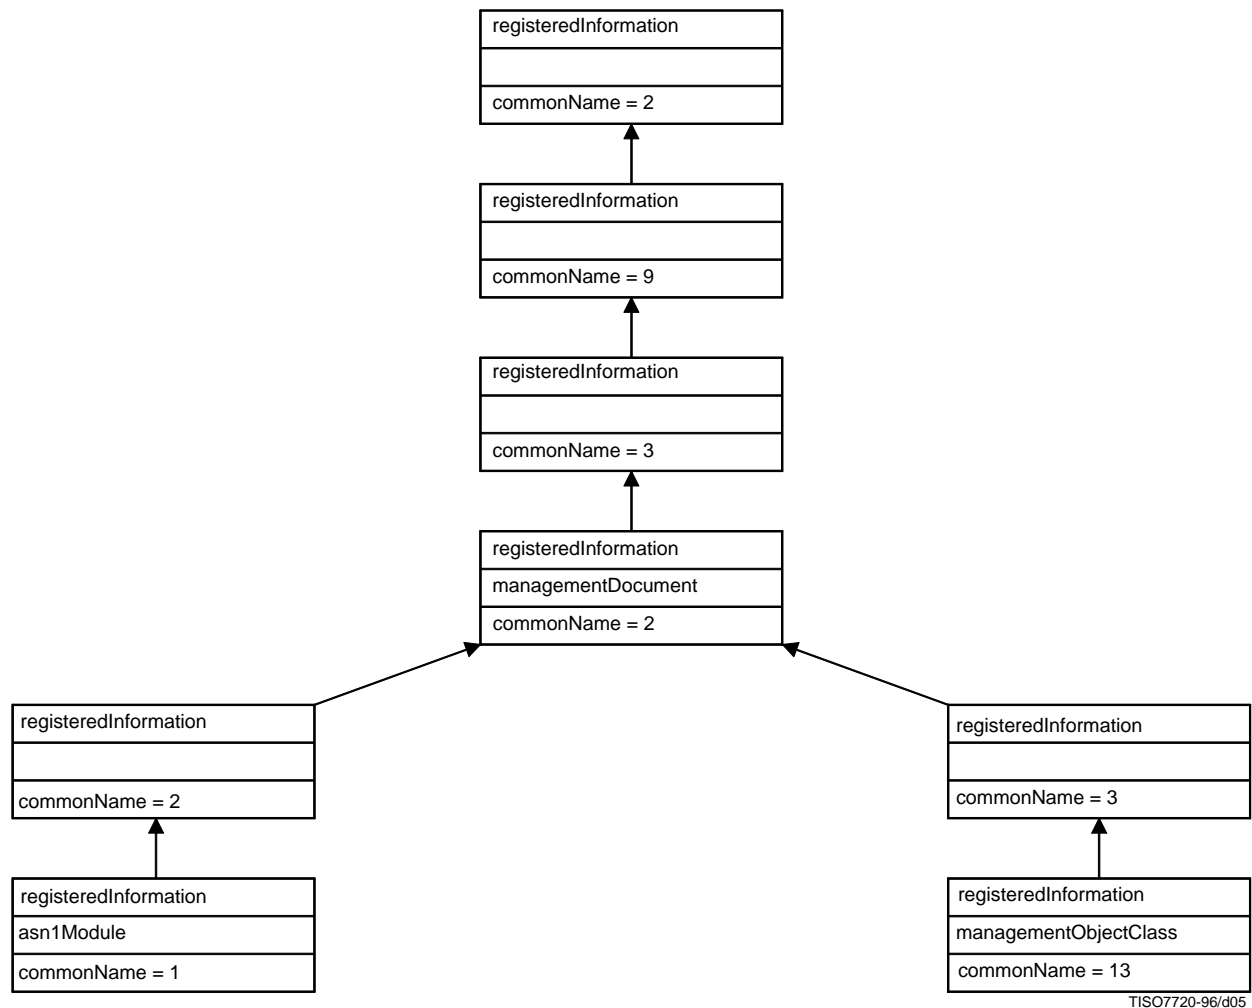 registeredInformation
commonName = 2
registeredInformation
commonName = 9
registeredInformation
commonName = 3
registeredInformation
managementDocument
commonName = 2
registeredInformation
commonName = 2
registeredInformation
asn1Module
commonName = 1
registeredInformation
commonName = 3
registeredInformation
managementObjectClass
commonName = 13
TISO7720-96/d05